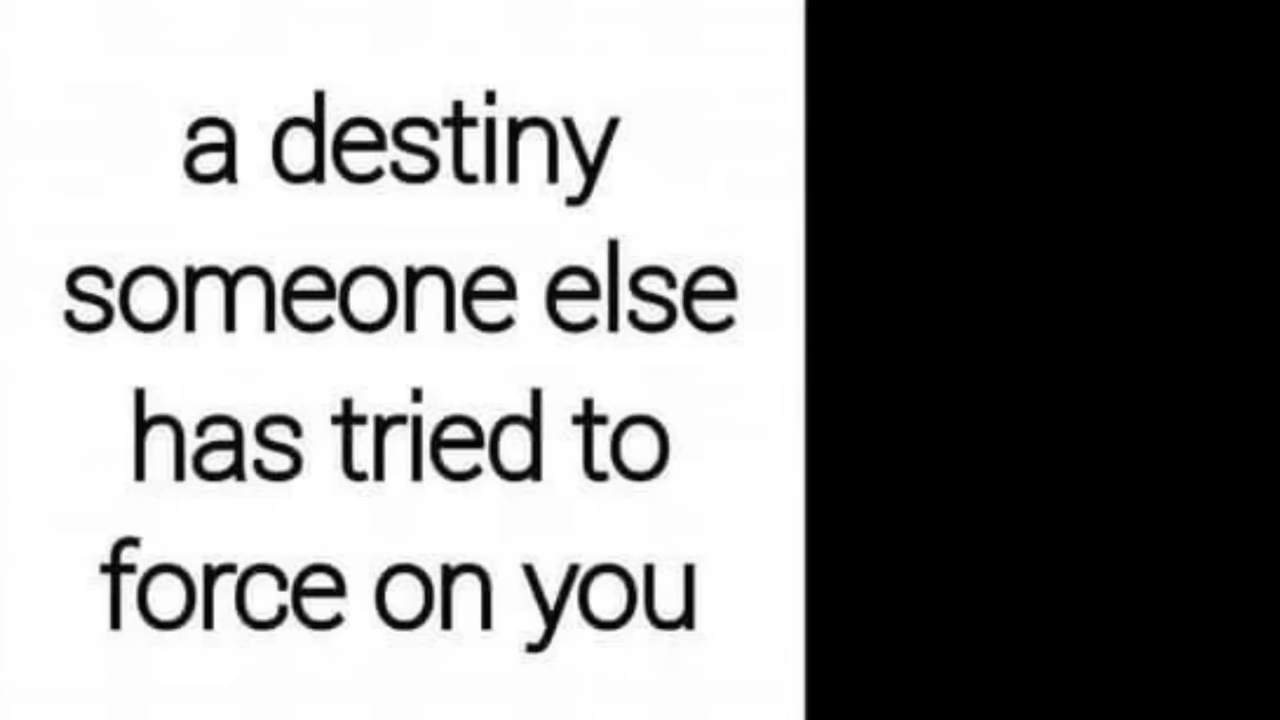 a destiny
someone else
has tried to
force on you